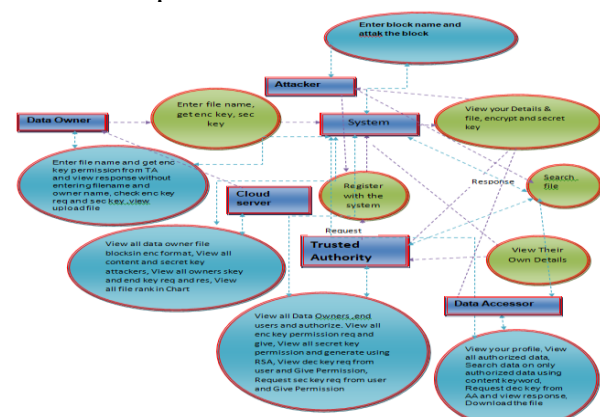 Enter block name and
attak the block
Attacker
Enter file name,
get enc key, sec
key
View your Details &
file, encrypt and secret
key
Data Owner
System
Enter file name and get enc
key permission from TA
and view response without
entering filename and
owner name, check enc key
req and sec key ,view
upload file
Cloud
server
Register
with the
system
Response
Search
file
Request
Trusted
Authority
View all data owner file
blocksin enc format, View all
content and secret key
attackers, View all owners skey
and end key req and res, View
all file rank in Chart
View Their
Own Details
Data Accessor
View all Data Owners ,end
users and authorize. View all
enc key permission req and
give, View all secret key
permission and generate using
RSA, View dec key req from
user and Give Permission,
Request sec key req from user
and Give Permission
View your profile, View
all authorized data,
Search data on only
authorized data using
content keyword,
Request dec key from
AA and view response,
Download the file